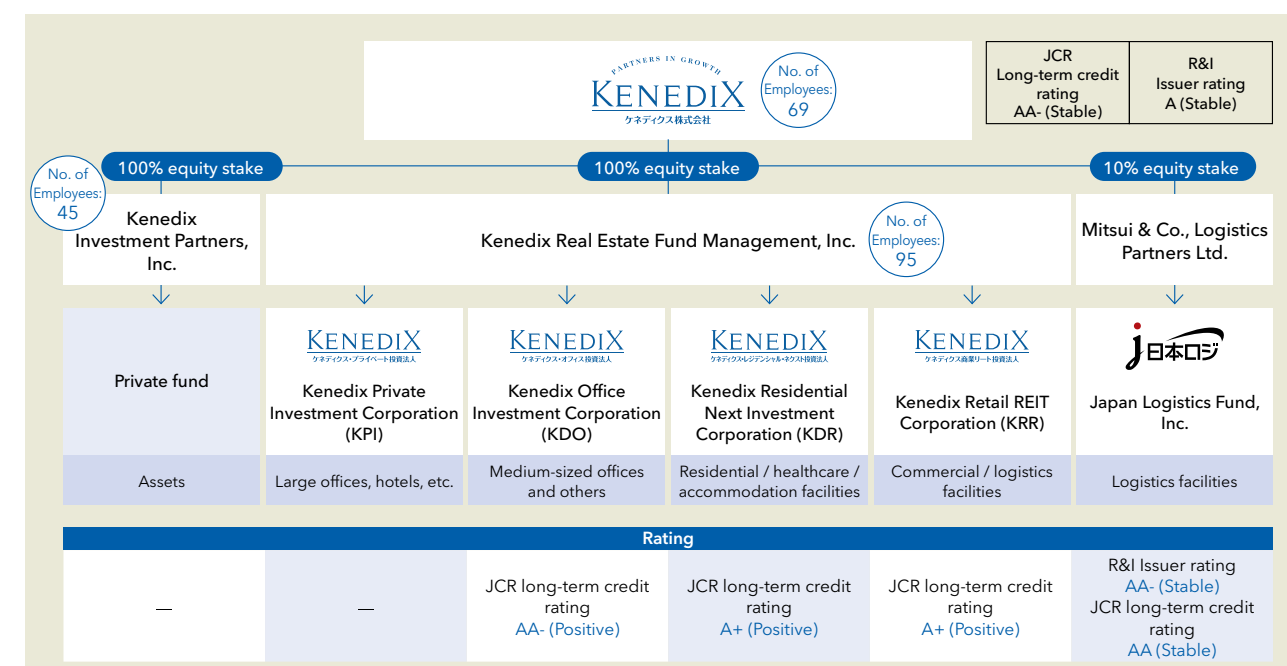 PARTNERS IN GROWTH
KENEDIX
ケネディクス株式会社
No. of
Employees:
69
JCR
Long-term credit
rating
AA- (Stable)
R&I
Issuer rating
A (Stable)
No. of
Employees:
45
100% equity stake
100% equity stake
10% equity stake
Kenedix
Investment Partners,
Inc.
Kenedix Real Estate Fund Management, Inc.
No. of
Employees:
95
Mitsui & Co., Logistics
Partners Ltd.
Private fund
KENEDIX
ケネディクス・プライベート投資法人
Kenedix Private
Investment Corporation
(KPI)
KENEDIX
ケネディクス・オフィス投資法人
Kenedix Office
Investment Corporation
(KDO)
KENEDIX
ケネディクス・レジデンシャル・ネクスト投資法人
Kenedix Residential
Next Investment
Corporation (KDR)
KENEDIX
ケネディクス商業リート投資法人
Kenedix Retail REIT
Corporation (KRR)
日本ロジ
Japan Logistics Fund,
Inc.
Assets
Large offices, hotels, etc.
Medium-sized offices
and others
Residential / healthcare /
accommodation facilities
Commercial / logistics
facilities
Logistics facilities
Rating
—
—
JCR long-term credit
rating
AA- (Positive)
JCR long-term credit
rating
A+ (Positive)
JCR long-term credit
rating
A+ (Positive)
R&I Issuer rating
AA- (Stable)
JCR long-term credit
rating
AA (Stable)